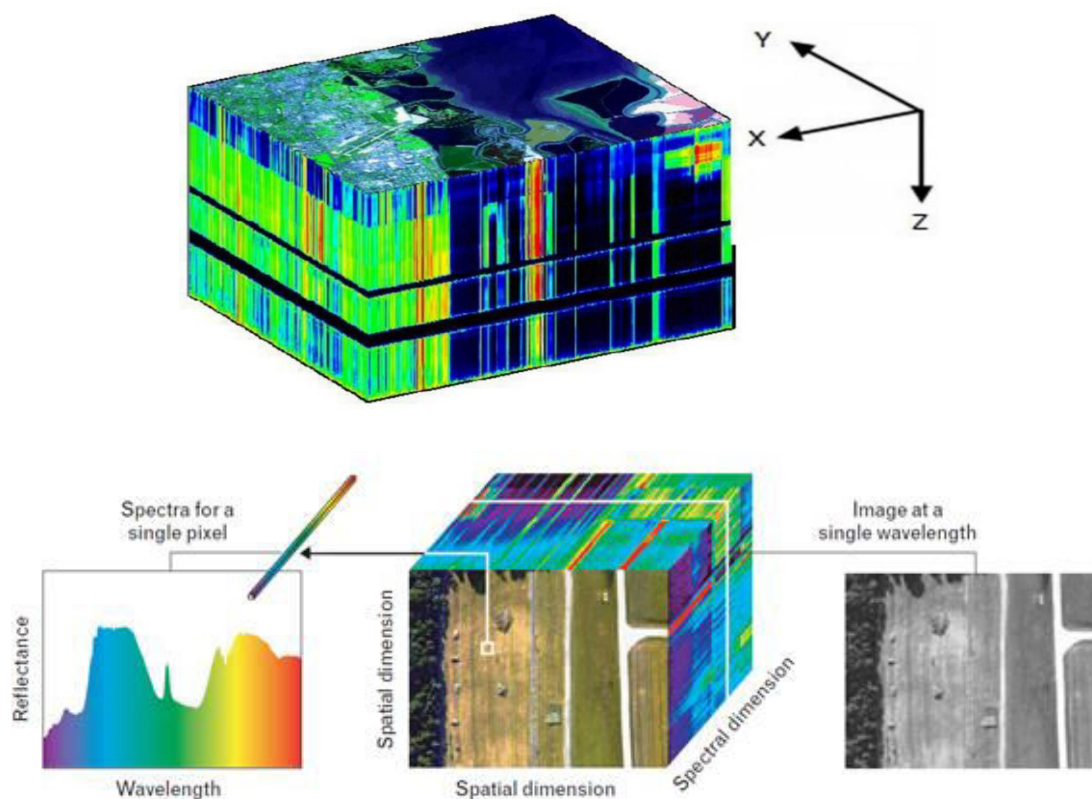 Y
X
Z
Spectra for a
single pixel
Image at a
single wavelength
Reflectance
Wavelength
Spatial dimension
Spatial dimension
Spectral dimension